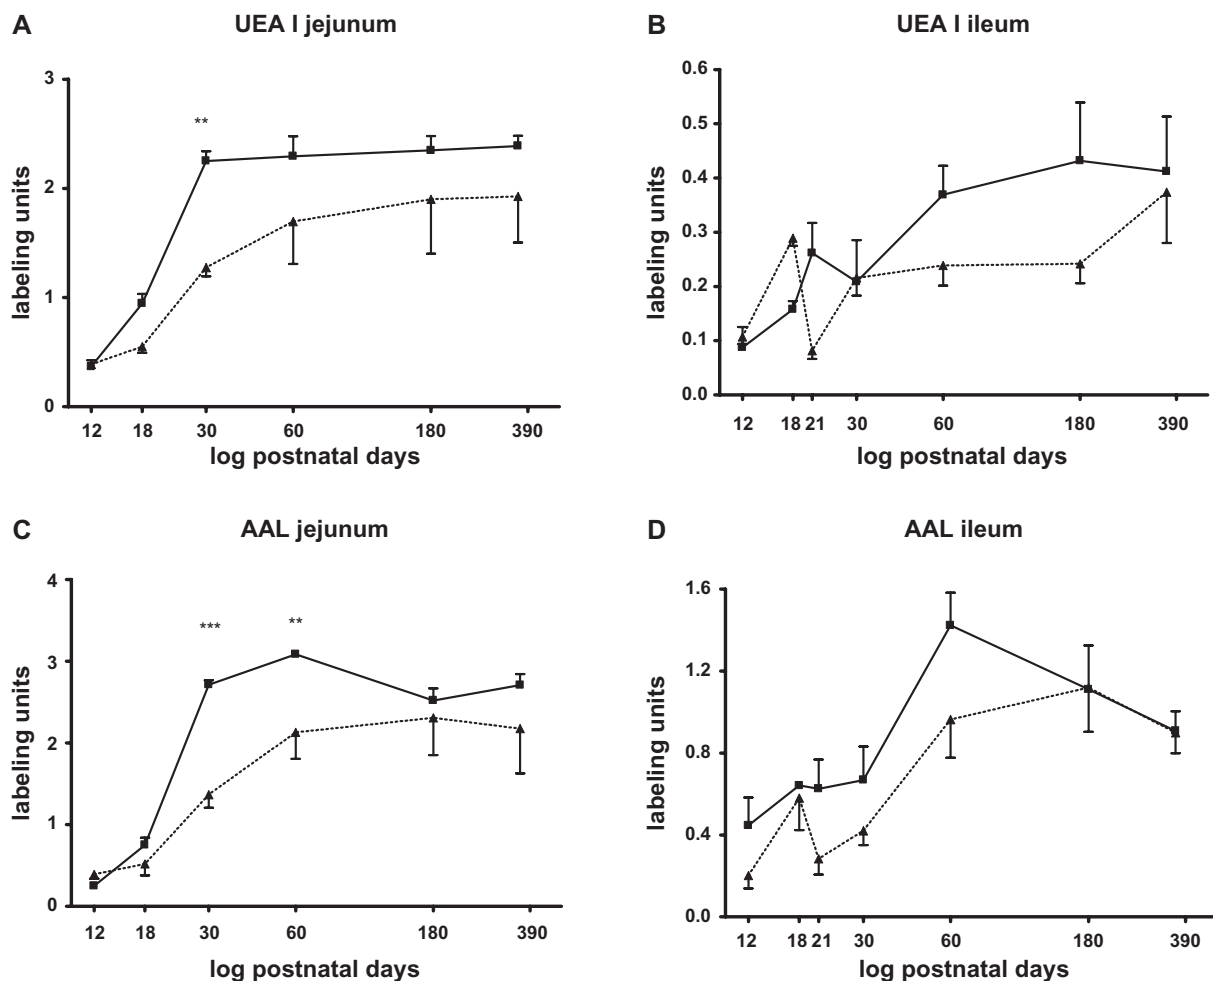 A
UEA I jejunum
3
2
1
0
labeling units
**
12 18 30 60 180 390
log postnatal days
B
UEA I ileum
0.6
0.5
0.4
0.3
0.2
0.1
0.0
labeling units
12 18 21 30 60 180 390
log postnatal days
C
AAL jejunum
4
3
2
1
0
labeling units
*** **
12 18 30 60 180 390
log postnatal days
D
AAL ileum
1.6
1.2
0.8
0.4
0.0
labeling units
12 18 21 30 60 180 390
log postnatal days